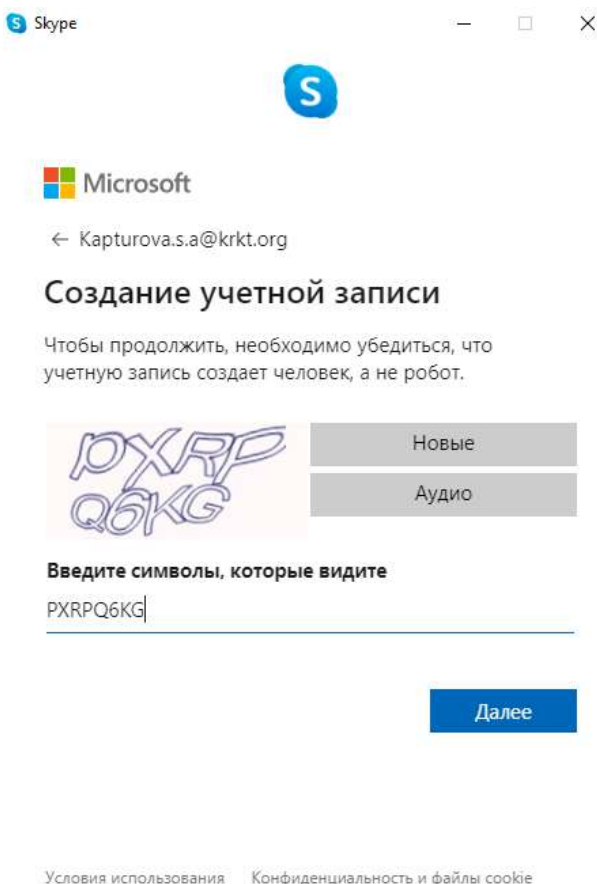 Skype
Microsoft
← Kapturova.s.a@krkt.org
Создание учетной записи
Чтобы продолжить, необходимо убедиться, что
учетную запись создает человек, а не робот.
PXRP
Q6KG
Новые
Аудио
Введите символы, которые видите
PXRPQ6KG
Далее
Условия использования Конфиденциальность и файлы cookie